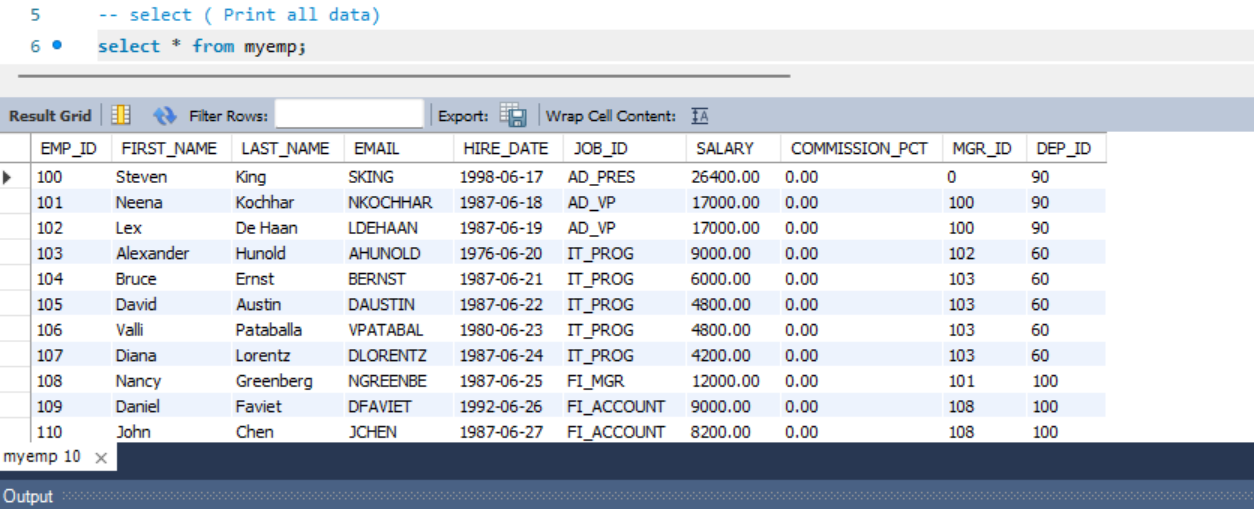 5 -- select ( Print all data)
6 select * from myemp;
Result Grid Filter Rows: Export: Wrap Cell Content: IA
EMP_ID FIRST_NAME LAST_NAME EMAIL HIRE_DATE JOB_ID SALARY COMMISSION_PCT MGR_ID DEP_ID
100 Steven King SKING 1998-06-17 AD_PRES 26400.00 0.00 0 90
101 Neena Kochhar NKOCHHAR 1987-06-18 AD_VP 17000.00 0.00 100 90
102 Lex De Haan LDEHAAN 1987-06-19 AD_VP 17000.00 0.00 100 90
103 Alexander Hunold AHUNOLD 1976-06-20 IT_PROG 9000.00 0.00 102 60
104 Bruce Ernst BERNST 1987-06-21 IT_PROG 6000.00 0.00 103 60
105 David Austin DAUSTIN 1987-06-22 IT_PROG 4800.00 0.00 103 60
106 Valli Pataballa VPATABAL 1980-06-23 IT_PROG 4800.00 0.00 103 60
107 Diana Lorentz DLORENTZ 1987-06-24 IT_PROG 4200.00 0.00 103 60
108 Nancy Greenberg NGREENBE 1987-06-25 FI_MGR 12000.00 0.00 101 100
109 Daniel Faviet DFAVIET 1992-06-26 FI_ACCOUNT 9000.00 0.00 108 100
110 John Chen JCHEN 1987-06-27 FI_ACCOUNT 8200.00 0.00 108 100
myemp 10
Output